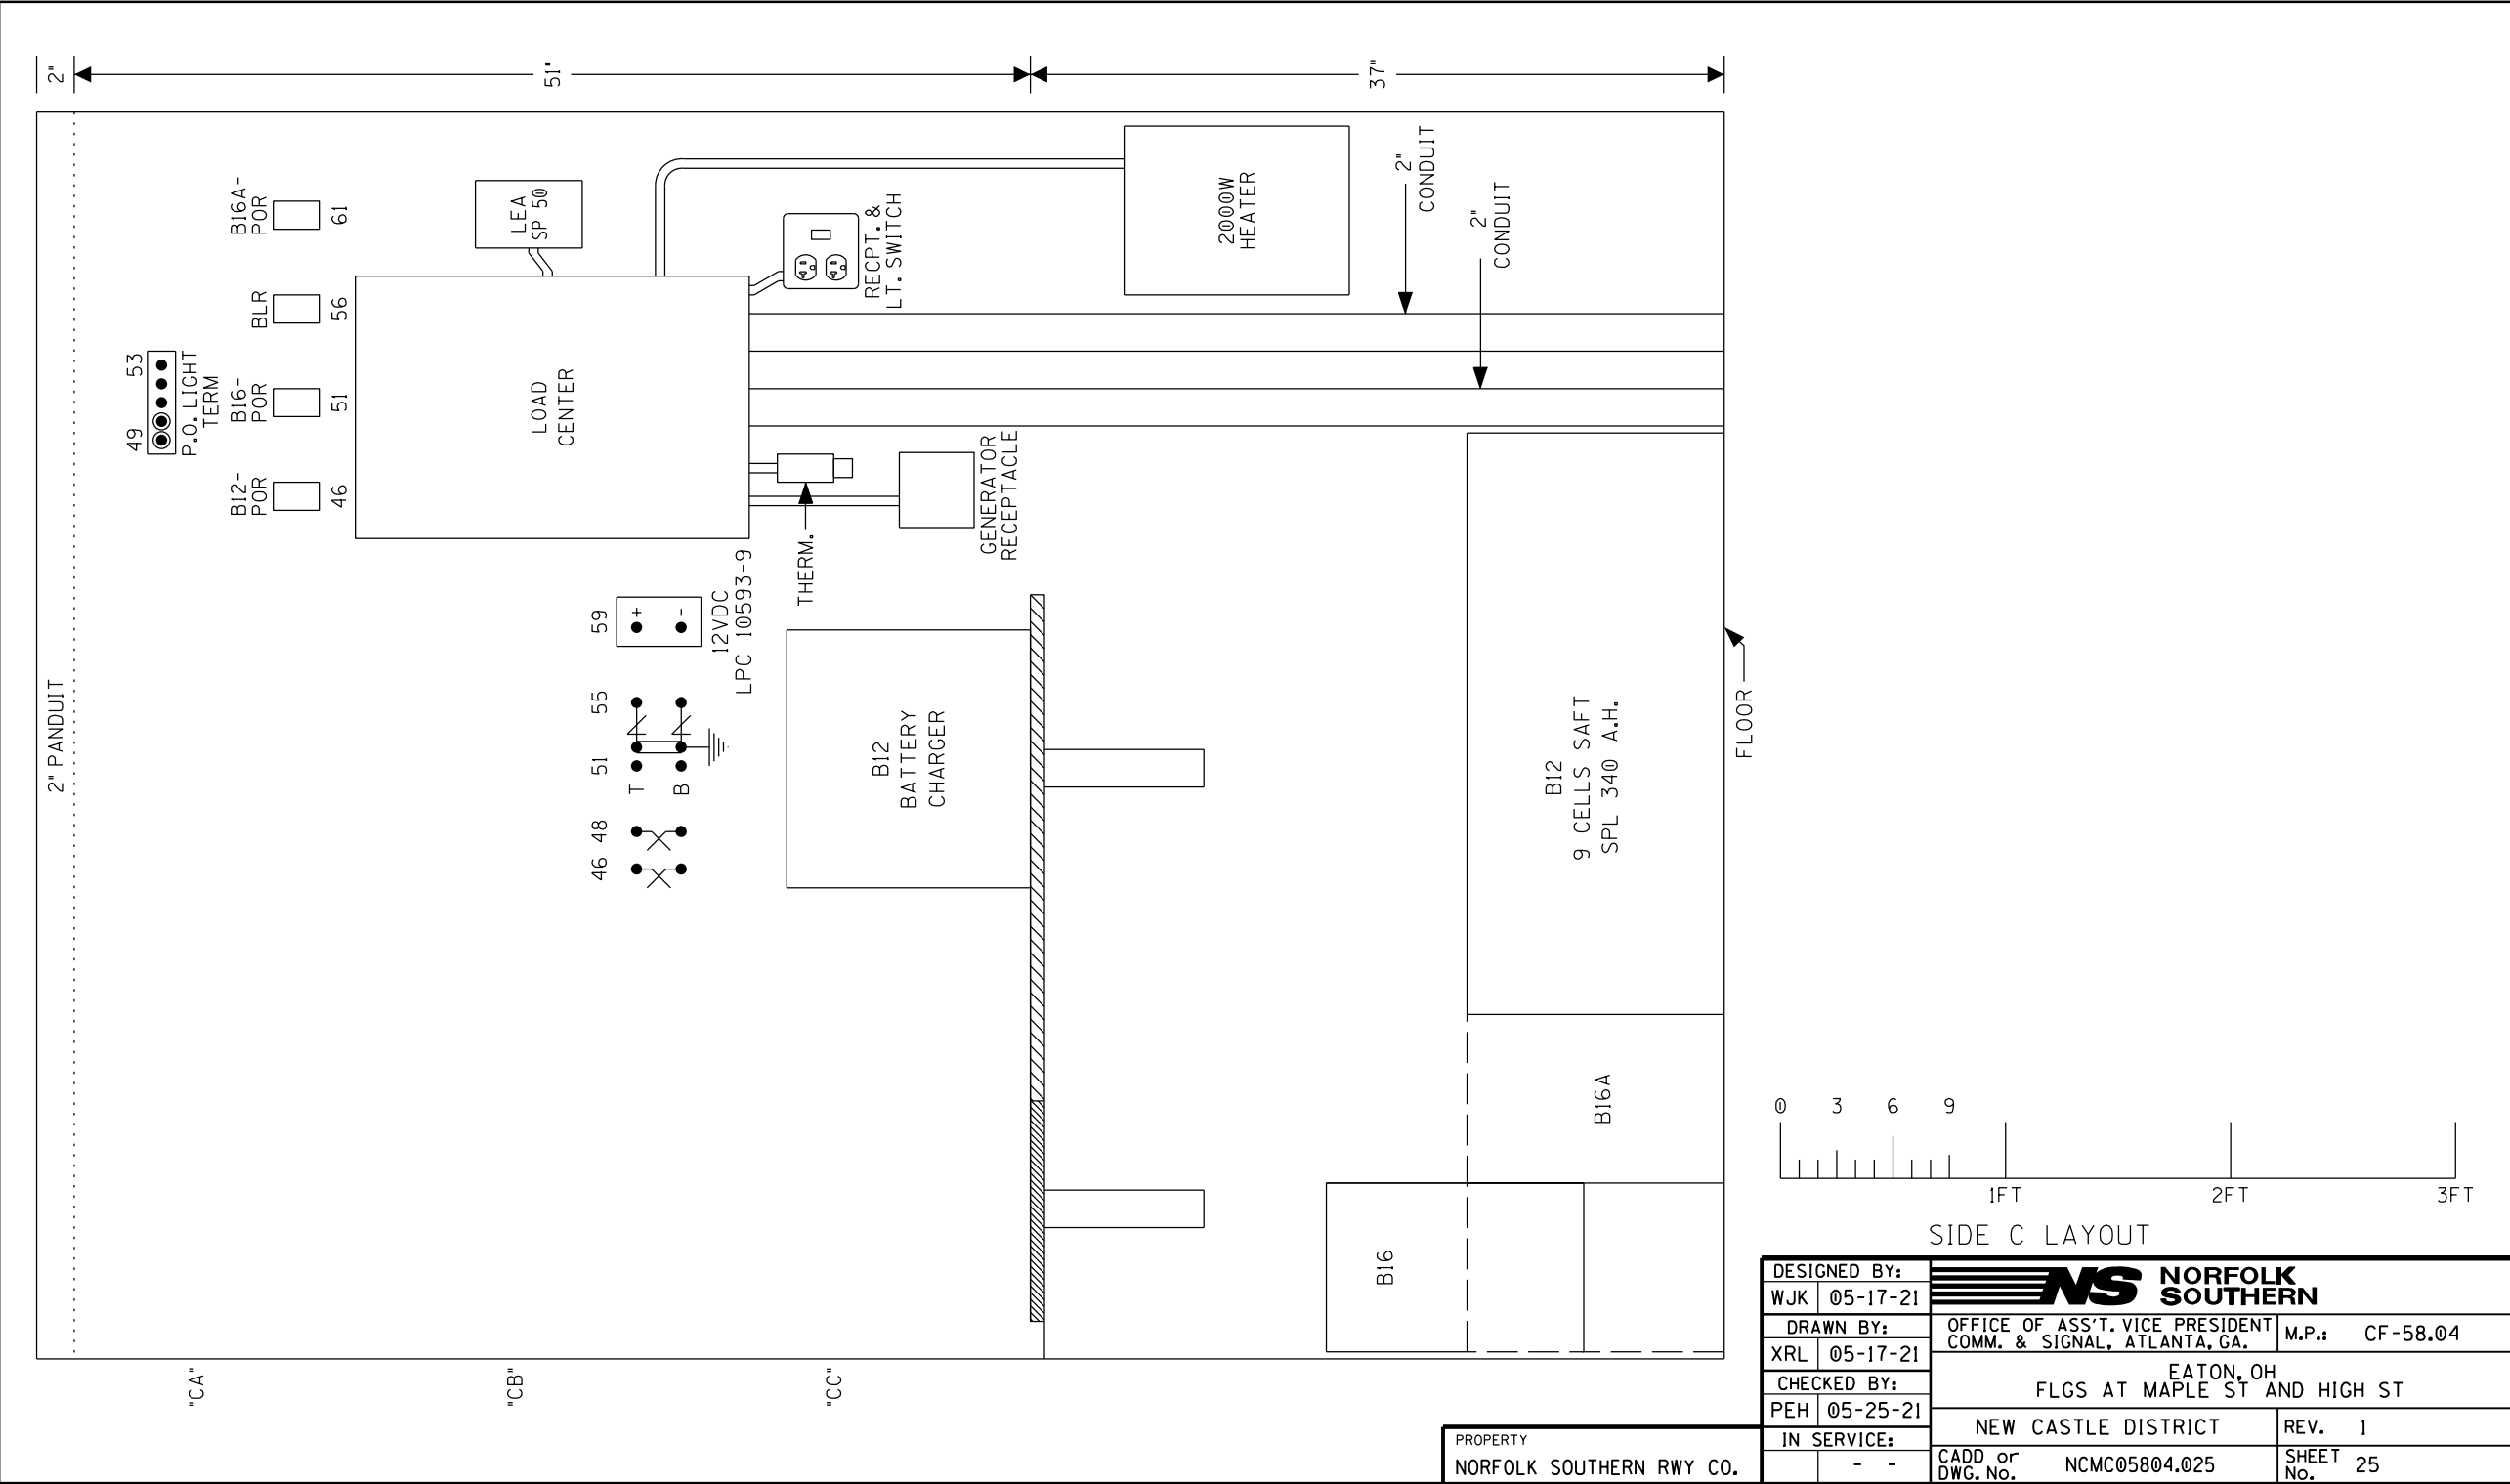 2"
51"
37"
2" PANDUIT
B16A-
POR
61
BLR
56
B16-
POR
51
B12-
POR
46
53
49
P.O. LIGHT
TERM
LEA
SP 50
LOAD
CENTER
RECPT. &
LT. SWITCH
2000W
HEATER
2"
CONDUIT
2"
CONDUIT
THERM.
GENERATOR
RECEPTACLE
59
+
-
12VDC
LPC 10593-9
55
51
T
B
48
46
B12
BATTERY
CHARGER
B12
9 CELLS SAFT
SPL 340 A.H.
FLOOR
B16A
B16
"CA"
"CB"
"CC"
0 3 6 9
1FT 2FT 3FT
SIDE C LAYOUT
DESIGNED BY:
WJK 05-17-21
DRAWN BY:
XRL 05-17-21
CHECKED BY:
PEH 05-25-21
IN SERVICE:
- -
NS NORFOLK
SOUTHERN
OFFICE OF ASS'T. VICE PRESIDENT
COMM. & SIGNAL, ATLANTA, GA.
M.P.: CF-58.04
EATON, OH
FLGS AT MAPLE ST AND HIGH ST
NEW CASTLE DISTRICT
REV. 1
CADD or
DWG. No. NCMC05804.025
SHEET
No. 25
PROPERTY
NORFOLK SOUTHERN RWY CO.